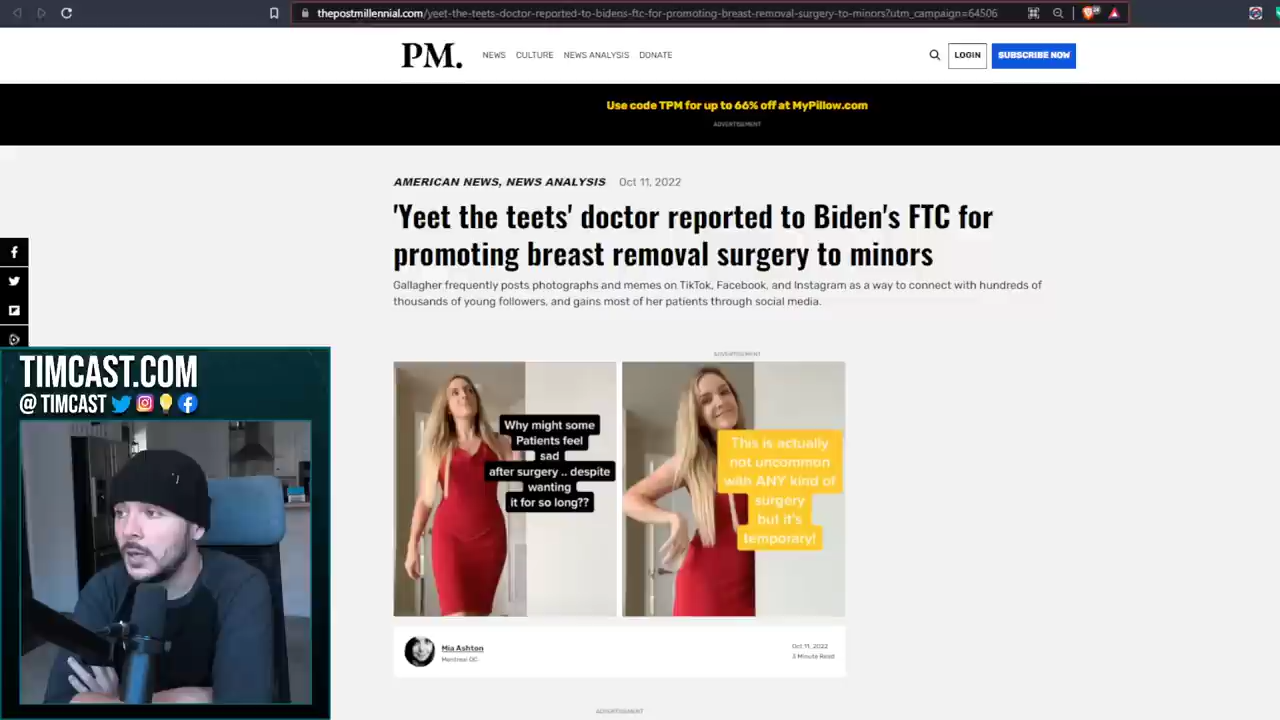 thepostmillennial.com/yeet-the-teets-doctor-reported-to-bidens-ftc-for-promoting-breast-removal-surgery-to-minors?utm_campaign=64506
PM.
NEWS CULTURE NEWS ANALYSIS DONATE
LOGIN
SUBSCRIBE NOW
Use code TPM for up to 66% off at MyPillow.com
ADVERTISEMENT
AMERICAN NEWS, NEWS ANALYSIS Oct 11, 2022
'Yeet the teets' doctor reported to Biden's FTC for
promoting breast removal surgery to minors
Gallagher frequently posts photographs and memes on TikTok, Facebook, and Instagram as a way to connect with hundreds of
thousands of young followers, and gains most of her patients through social media.
ADVERTISEMENT
Why might some
Patients feel
sad
after surgery .. despite
wanting
it for so long??
This is actually
not uncommon
with ANY kind of
surgery
but it's
temporary!
Mia Ashton
Montreal QC
Oct 11, 2022
3 Minute Read
ADVERTISEMENT
TIMCAST.COM
@ TIMCAST